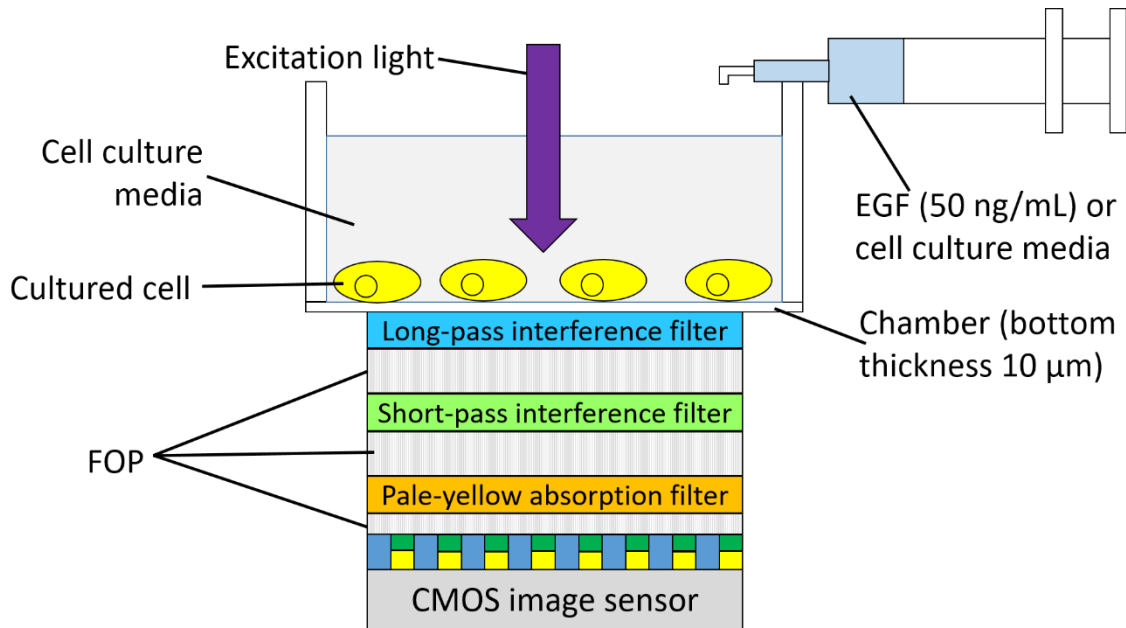 Excitation light
Cell culture
media
EGF (50 ng/mL) or
cell culture media
Cultured cell
Chamber (bottom
thickness 10 µm)
Long-pass interference filter
Short-pass interference filter
FOP
Pale-yellow absorption filter
CMOS image sensor